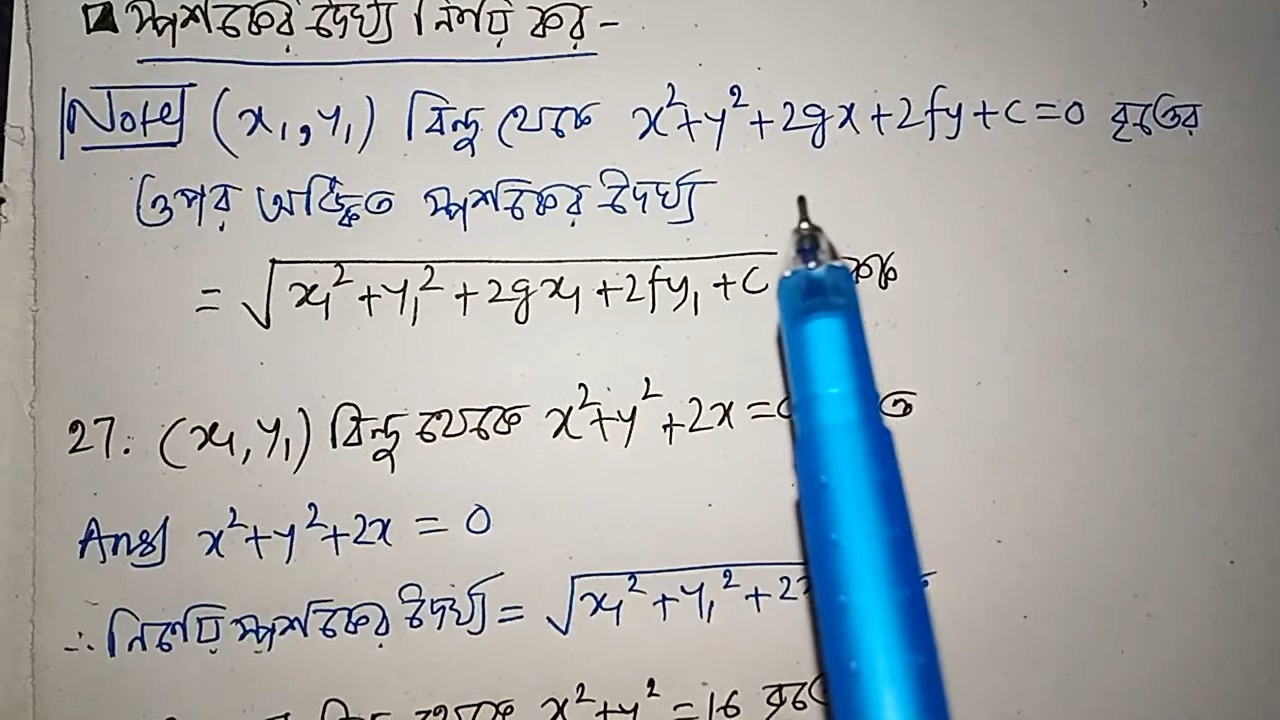 স্পর্শকের দৈর্ঘ্য নির্ণয় কর -
Note (x₁, y₁) বিন্দু থেকে x²+y²+2gx+2fy+c=0 বৃত্তের
ওপর অঙ্কিত স্পর্শকের দৈর্ঘ্য
= √x₁²+y₁²+2gx₁+2fy₁+c
27. (x₁, y₁) বিন্দু থেকে x²+y²+2x=
Ans x²+y²+2x = 0
∴ নির্ণেয় স্পর্শকের দৈর্ঘ্য = √x₁²+y₁²+2
বিন্দু থেকে x²+y²=16